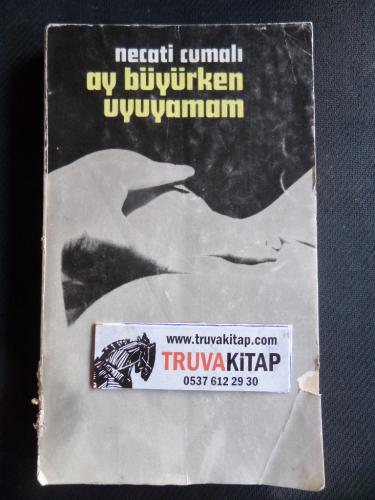 necati cumalı
ay büyürken
uyuyamam
www.truvakitap.com
TRUVAKiTAP
0537 612 29 30